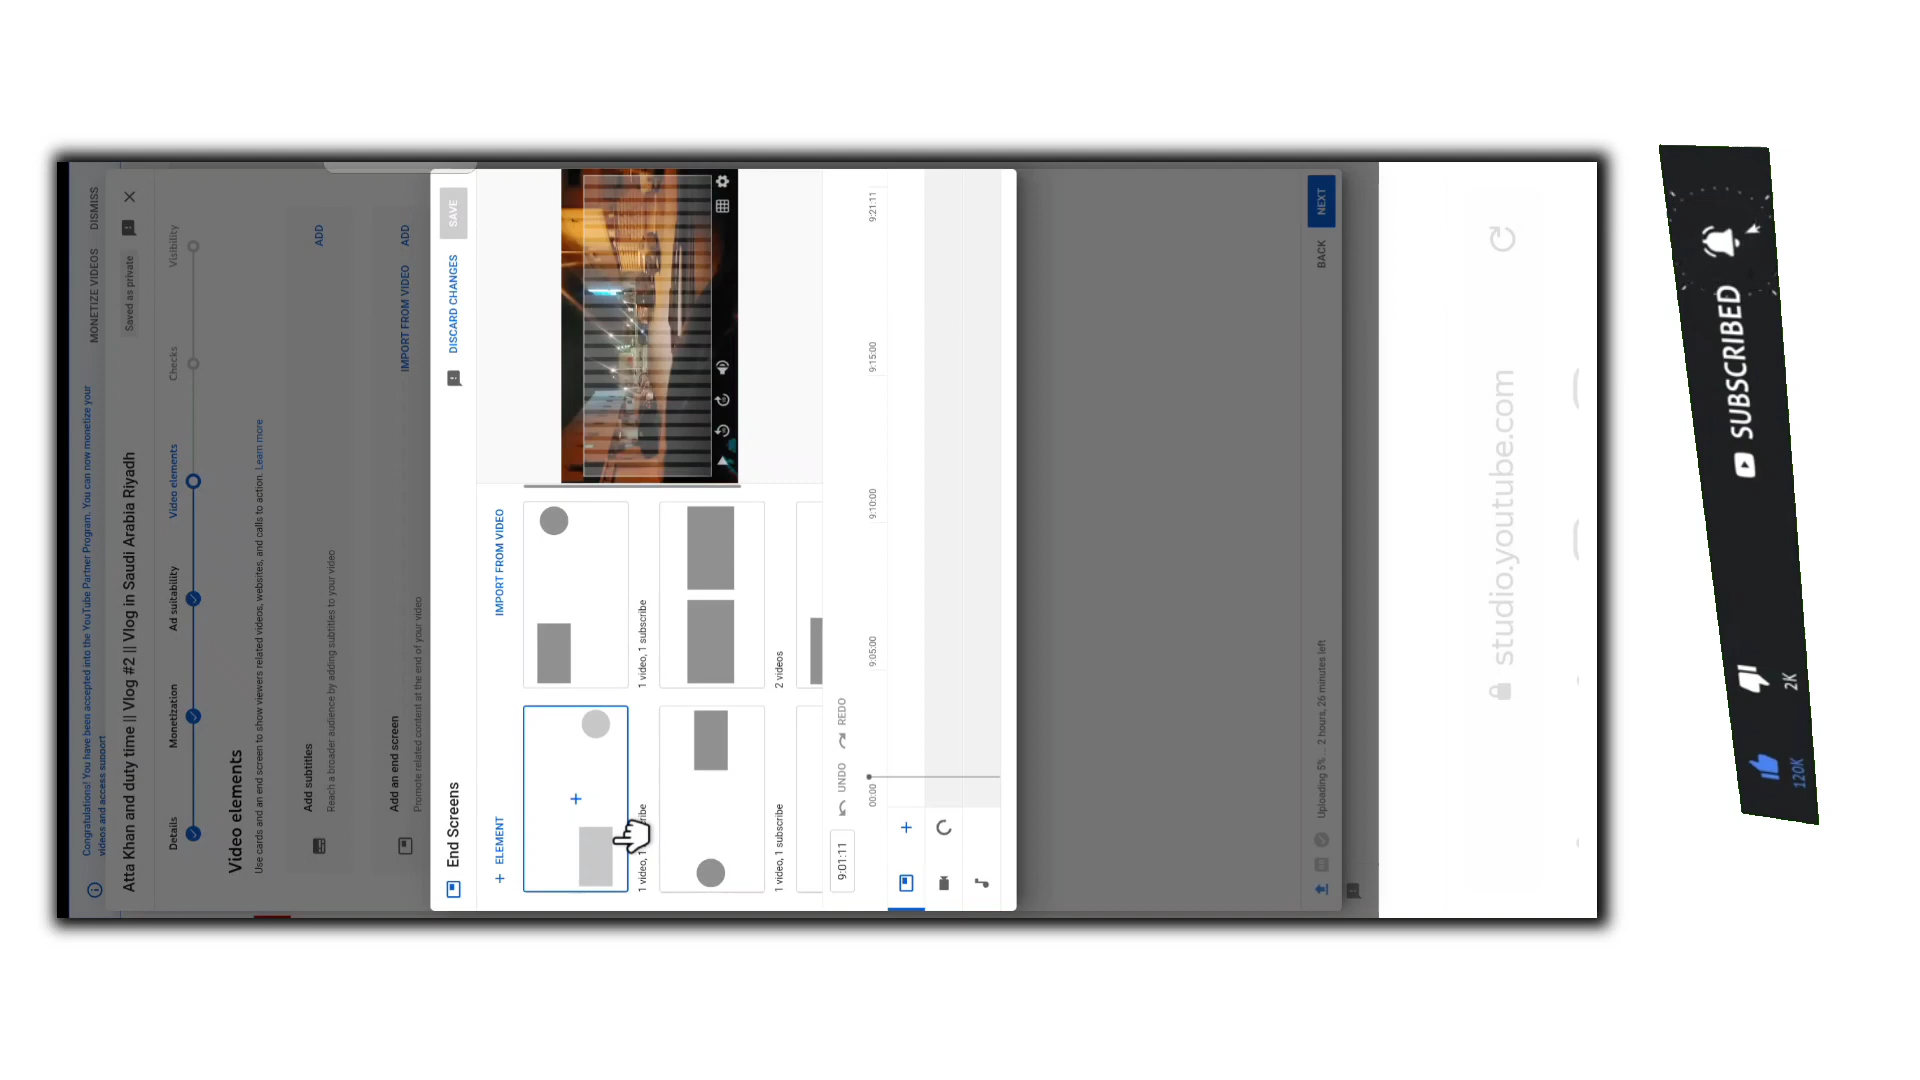 Congratulations! You have been accepted into the YouTube Partner Program. You can now monetize your
videos and access support
MONETIZE VIDEOS
DISMISS
Atta Khan and duty time || Vlog #2 || Vlog in Saudi Arabia Riyadh
Saved as private
Details
Monetization
Ad suitability
Video elements
Checks
Visibility
Video elements
Use cards and an end screen to show viewers related videos, websites, and calls to action. Learn more
Add subtitles
Reach a broader audience by adding subtitles to your video
ADD
Add an end screen
Promote related content at the end of your video
IMPORT FROM VIDEO
ADD
End Screens
DISCARD CHANGES
SAVE
+ ELEMENT
IMPORT FROM VIDEO
1 video, 1
1 video, 1 subscribe
1 video, 1 subscribe
2 videos
9:01:11
UNDO
REDO
00:00
9:05:00
9:10:00
9:15:00
9:21:11
Uploading 5% ... 2 hours, 26 minutes left
BACK
NEXT
studio.youtube.com
120K
2K
SUBSCRIBED